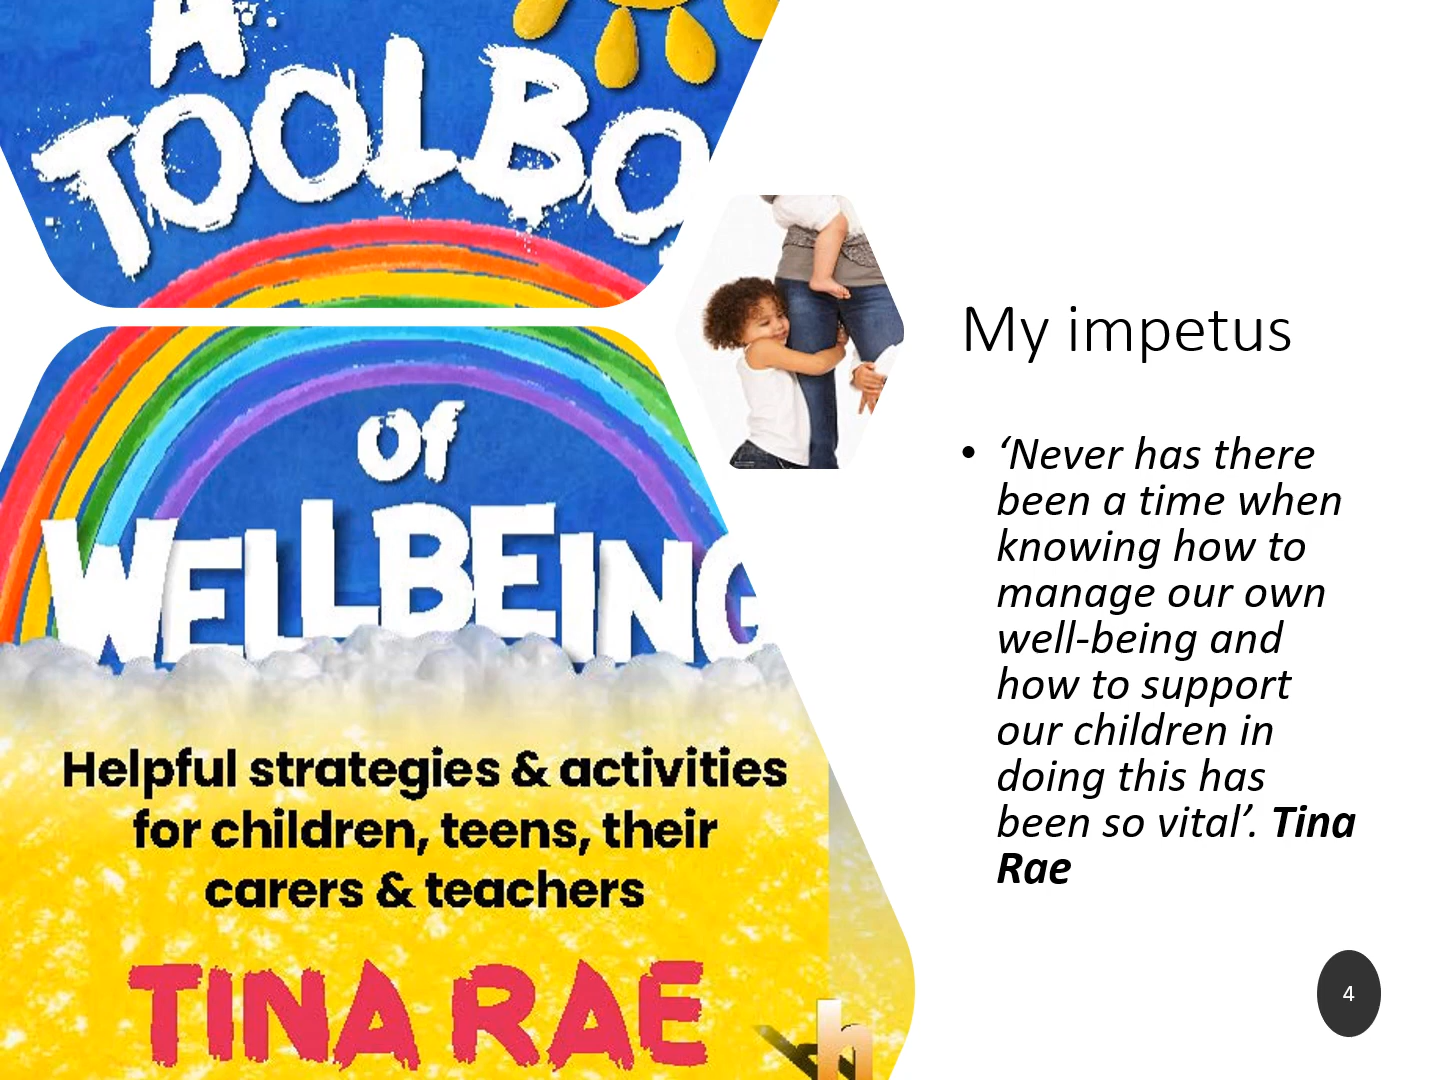 A
TOOLBO
of
WELLBEING
Helpful strategies & activities
for children, teens, their
carers & teachers
TINA RAE
h
My impetus
• ‘Never has there
been a time when
knowing how to
manage our own
well-being and
how to support
our children in
doing this has
been so vital’. Tina
Rae
4